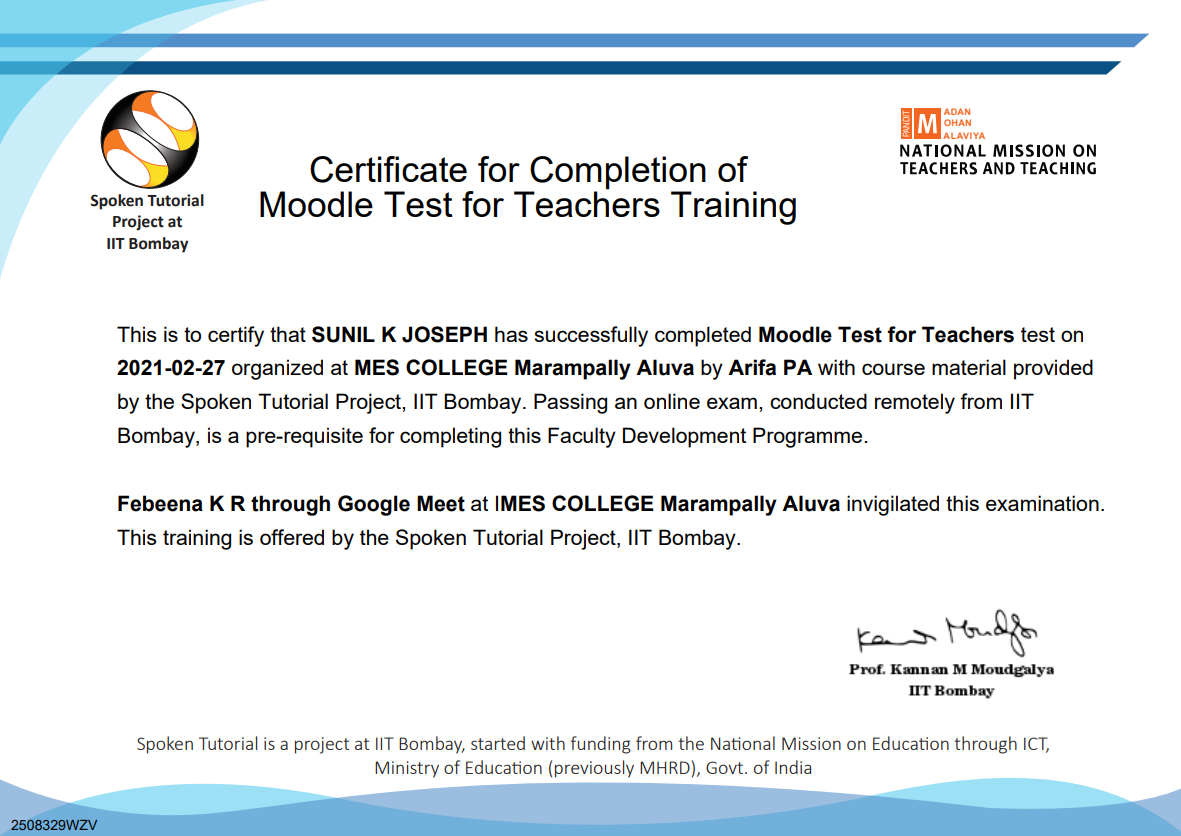 Spoken Tutorial
Project at
IIT Bombay
Certificate for Completion of
Moodle Test for Teachers Training
PANDIT
MADAN
MOHAN
MALAVIYA
NATIONAL MISSION ON
TEACHERS AND TEACHING
This is to certify that SUNIL K JOSEPH has successfully completed Moodle Test for Teachers test on
2021-02-27 organized at MES COLLEGE Marampally Aluva by Arifa PA with course material provided
by the Spoken Tutorial Project, IIT Bombay. Passing an online exam, conducted remotely from IIT
Bombay, is a pre-requisite for completing this Faculty Development Programme.
Febeena K R through Google Meet at IMES COLLEGE Marampally Aluva invigilated this examination.
This training is offered by the Spoken Tutorial Project, IIT Bombay.
Kannan Moudgalya
Prof. Kannan M Moudgalya
IIT Bombay
Spoken Tutorial is a project at IIT Bombay, started with funding from the National Mission on Education through ICT,
Ministry of Education (previously MHRD), Govt. of India
2508329WZV